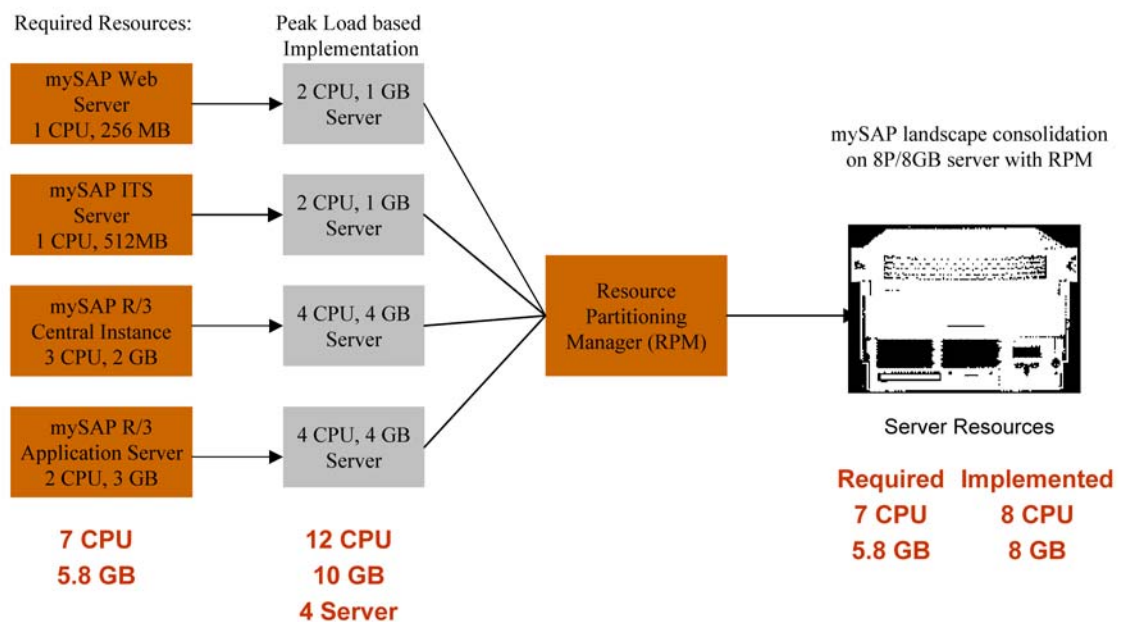 Required Resources:
Peak Load based
Implementation
mySAP Web
Server
1 CPU, 256 MB
2 CPU, 1 GB
Server
mySAP ITS
Server
1 CPU, 512MB
2 CPU, 1 GB
Server
mySAP R/3
Central Instance
3 CPU, 2 GB
4 CPU, 4 GB
Server
mySAP R/3
Application Server
2 CPU, 3 GB
4 CPU, 4 GB
Server
7 CPU
5.8 GB
12 CPU
10 GB
4 Server
Resource
Partitioning
Manager (RPM)
mySAP landscape consolidation
on 8P/8GB server with RPM
Server Resources
Required Implemented
7 CPU 8 CPU
5.8 GB 8 GB